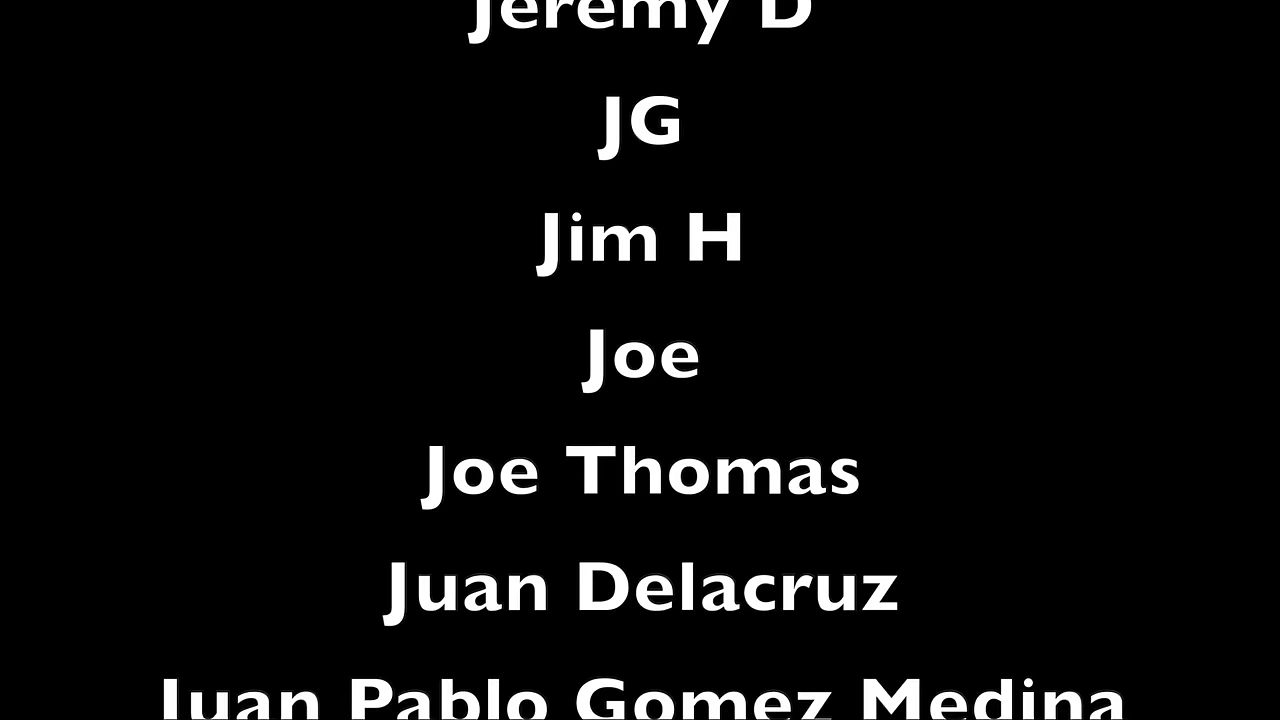 Jeremy D
JG
Jim H
Joe
Joe Thomas
Juan Delacruz
Juan Pablo Gomez Medina